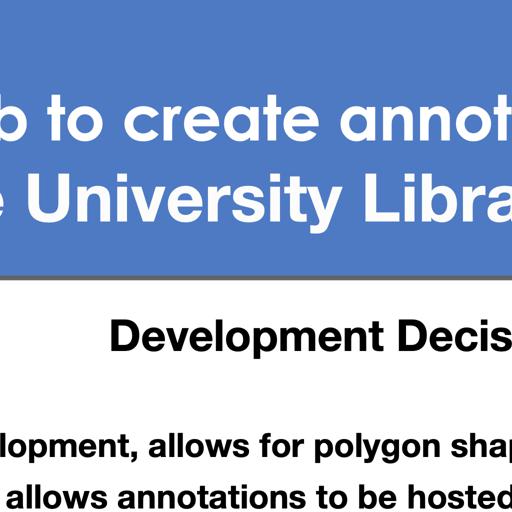 b to create annot
e University Libra
Development Decis
lopment, allows for polygon shap
allows annotations to be hosted